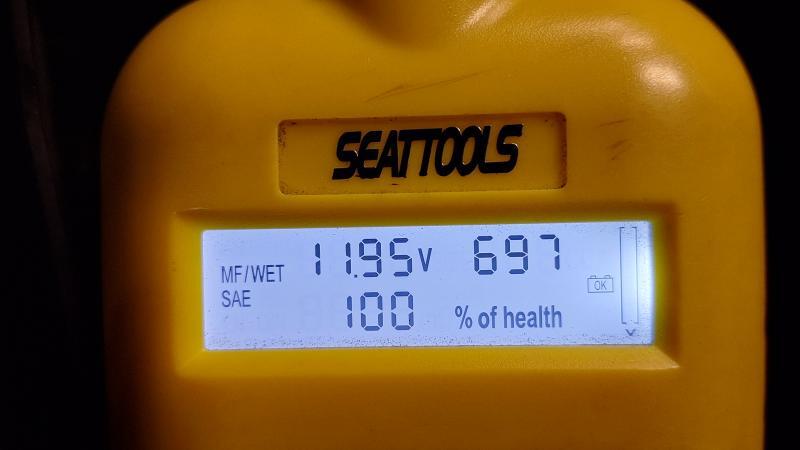 SEATTOOLS
MF/WET 11.95V 697
SAE
100 % of health
OK